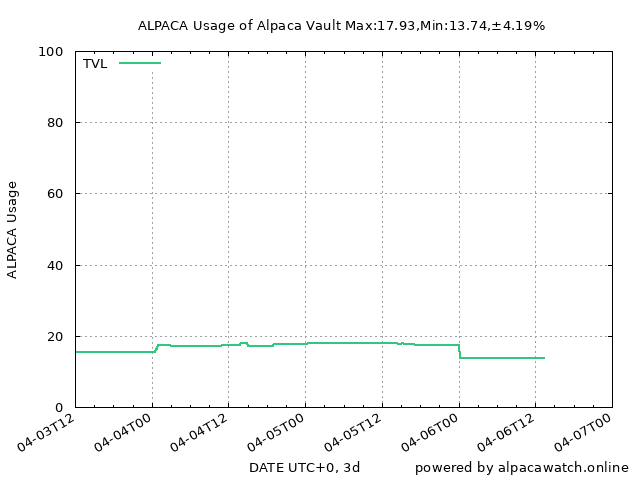 ALPACA Usage of Alpaca Vault Max:17.93,Min:13.74,±4.19%
100
TVL
80
60
ALPACA Usage
40
20
0
04-03T12 04-04T00 04-04T12 04-05T00 04-05T12 04-06T00 04-06T12 04-07T00
DATE UTC+0, 3d powered by alpacawatch.online